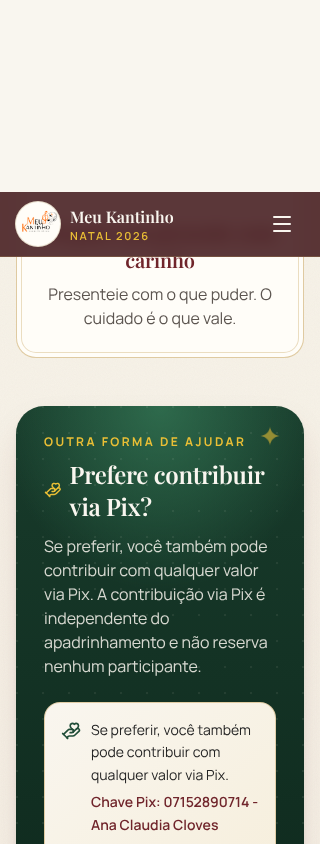 Meu Kantinho
NATAL 2026
carinho
Presenteie com o que puder. O
cuidado é o que vale.
OUTRA FORMA DE AJUDAR
Prefere contribuir
via Pix?
Se preferir, você também pode
contribuir com qualquer valor
via Pix. A contribuição via Pix é
independente do
apadrinhamento e não reserva
nenhum participante.
Se preferir, você também
pode contribuir com
qualquer valor via Pix.
Chave Pix: 07152890714 -
Ana Claudia Cloves